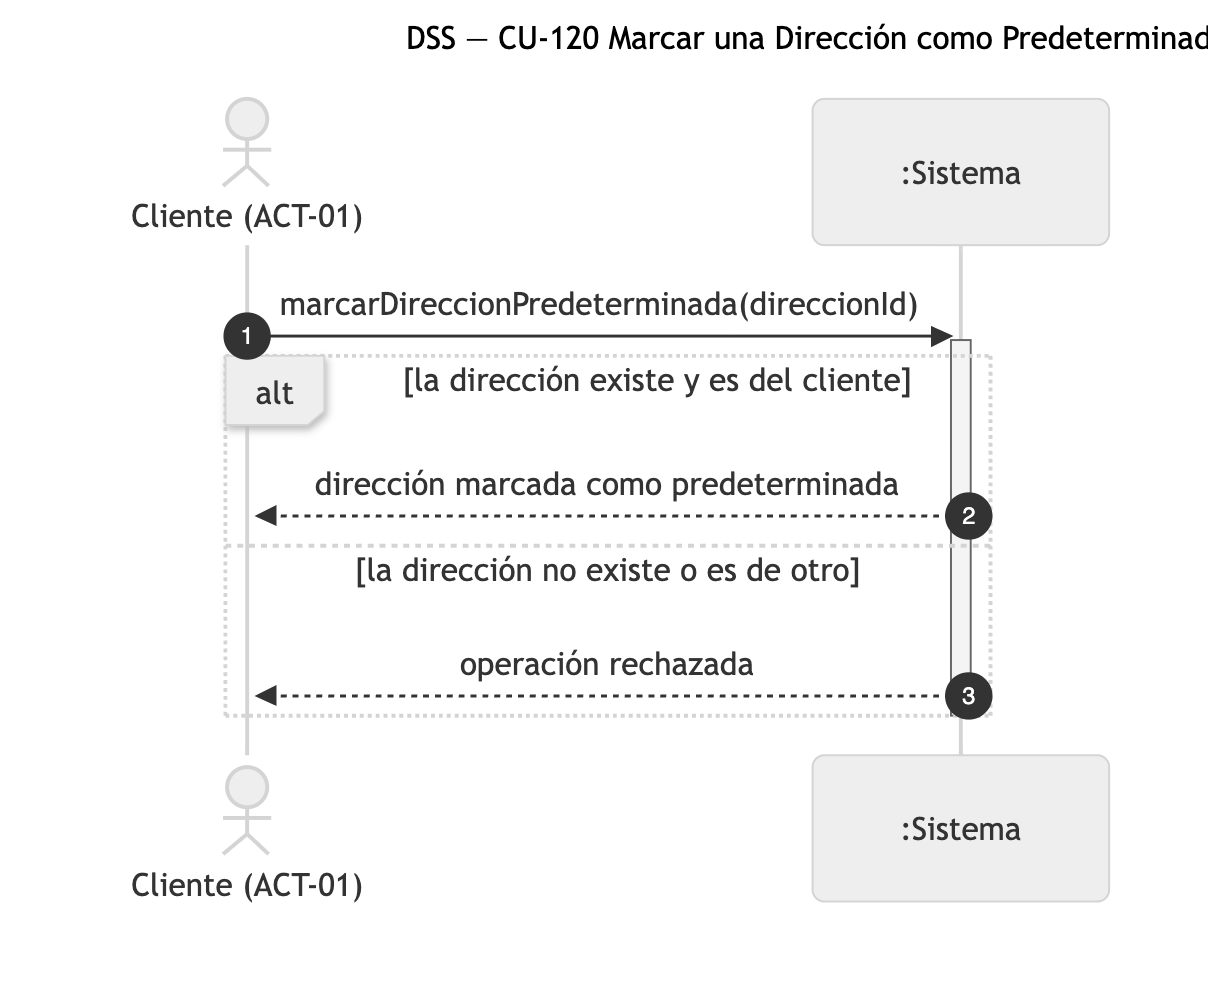 DSS — CU-120 Marcar una Dirección como Predeterminad
Cliente (ACT-01)
:Sistema
marcarDireccionPredeterminada(direccionId)
1
alt
[la dirección existe y es del cliente]
dirección marcada como predeterminada
2
[la dirección no existe o es de otro]
operación rechazada
3
Cliente (ACT-01)
:Sistema